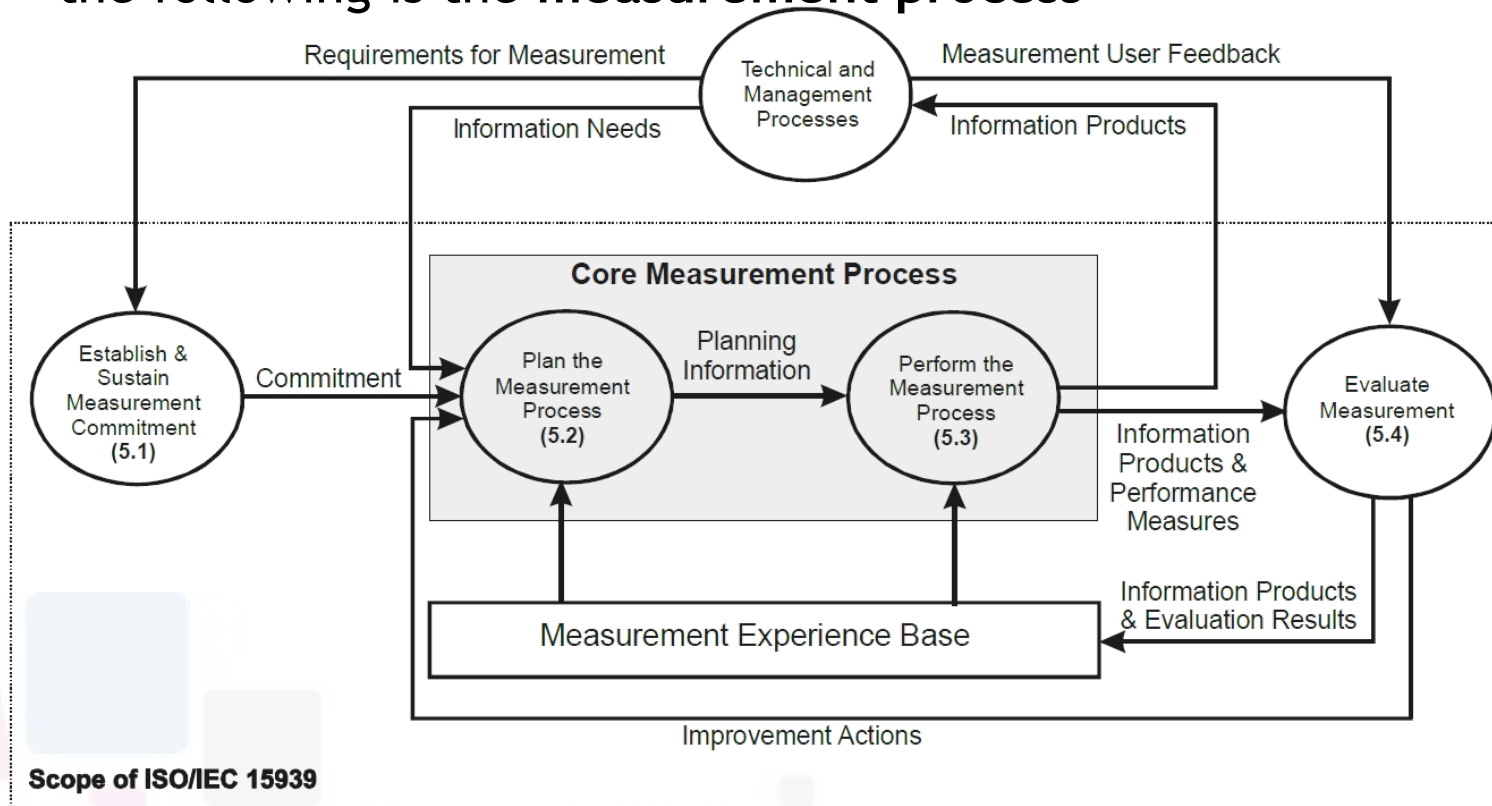 the following is the measurement process
Requirements for Measurement
Technical and
Management
Processes
Measurement User Feedback
Information Needs
Information Products
Core Measurement Process
Establish &
Sustain
Measurement
Commitment
(5.1)
Commitment
Plan the
Measurement
Process
(5.2)
Planning
Information
Perform the
Measurement
Process
(5.3)
Evaluate
Measurement
(5.4)
Information
Products &
Performance
Measures
Information Products
& Evaluation Results
Measurement Experience Base
Improvement Actions
Scope of ISO/IEC 15939